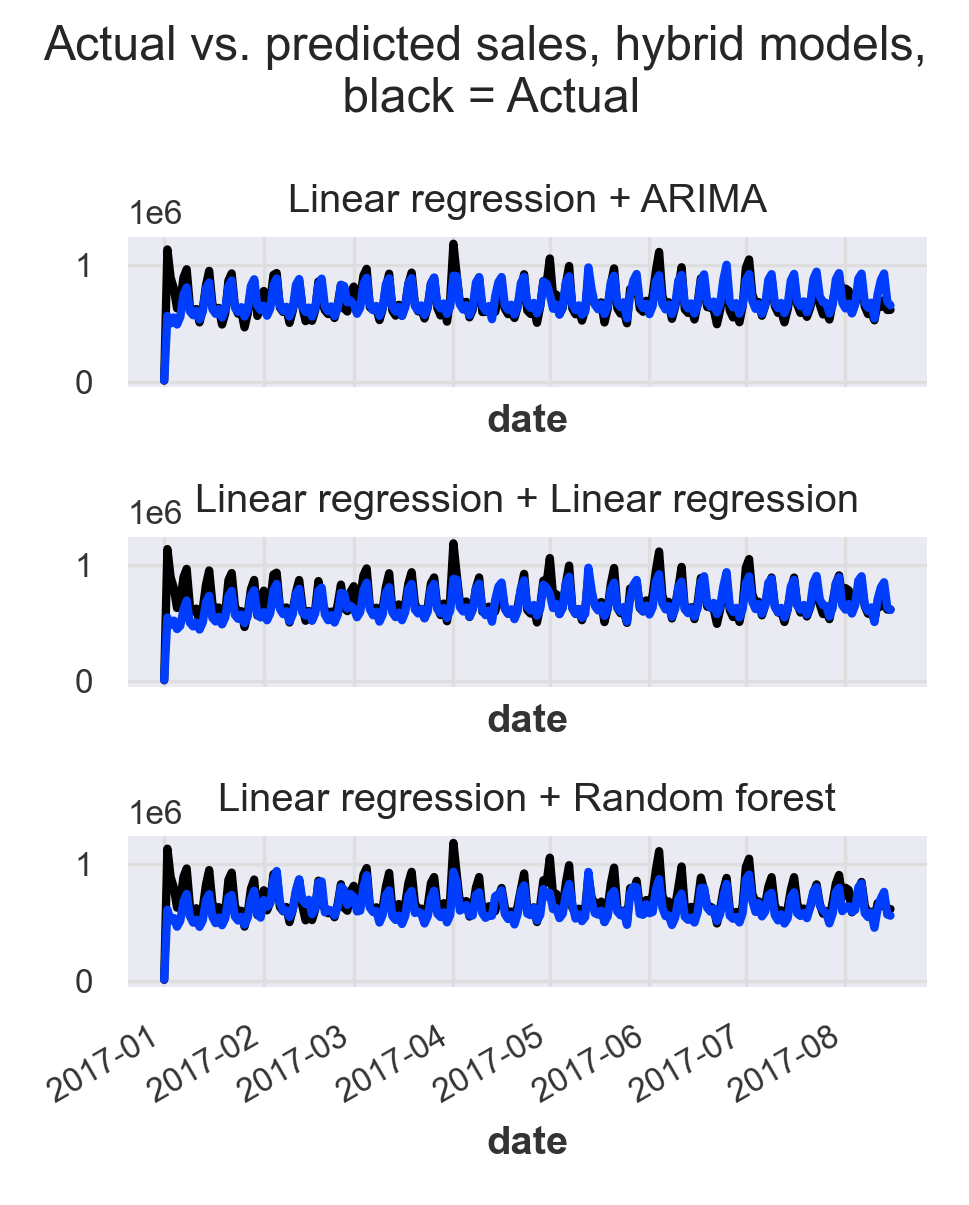 Actual vs. predicted sales, hybrid models,
black = Actual
Linear regression + ARIMA
1e6
1
0
date
Linear regression + Linear regression
1e6
1
0
date
Linear regression + Random forest
1e6
1
0
2017-01
2017-02
2017-03
2017-04
2017-05
2017-06
2017-07
2017-08
date